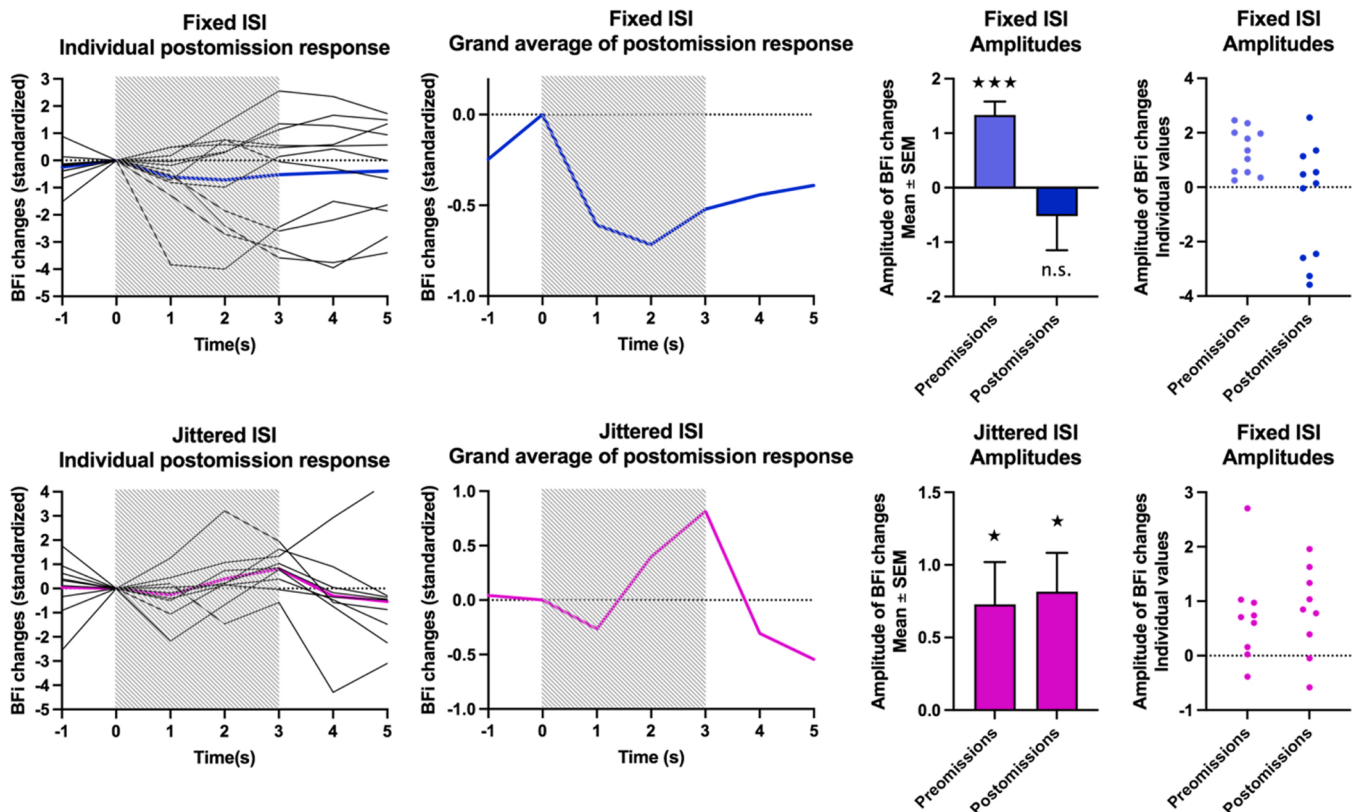 Fixed ISI
Individual postomission response
BFi changes (standardized)
3
2
1
0
-1
-2
-3
-4
-5
-1 0 1 2 3 4 5
Time(s)
Fixed ISI
Grand average of postomission response
BFi changes (standardized)
0.0
-0.5
-1.0
-1 0 1 2 3 4 5
Time (s)
Fixed ISI
Amplitudes
Amplitude of BFi changes
Mean ± SEM
2
1
0
-1
-2
★★★
n.s.
Preomissions
Postomissions
Fixed ISI
Amplitudes
Amplitude of BFi changes
Individual values
4
2
0
-2
-4
Preomissions
Postomissions
Jittered ISI
Individual postomission response
BFi changes (standardized)
4
3
2
1
0
-1
-2
-3
-4
-5
-1 0 1 2 3 4 5
Time(s)
Jittered ISI
Grand average of postomission response
BFi changes (standardized)
1.0
0.5
0.0
-0.5
-1.0
-1 0 1 2 3 4 5
Time (s)
Jittered ISI
Amplitudes
Amplitude of BFi changes
Mean ± SEM
1.5
1.0
0.5
0.0
★
★
Preomissions
Postomissions
Fixed ISI
Amplitudes
Amplitude of BFi changes
Individual values
3
2
1
0
-1
Preomissions
Postomissions